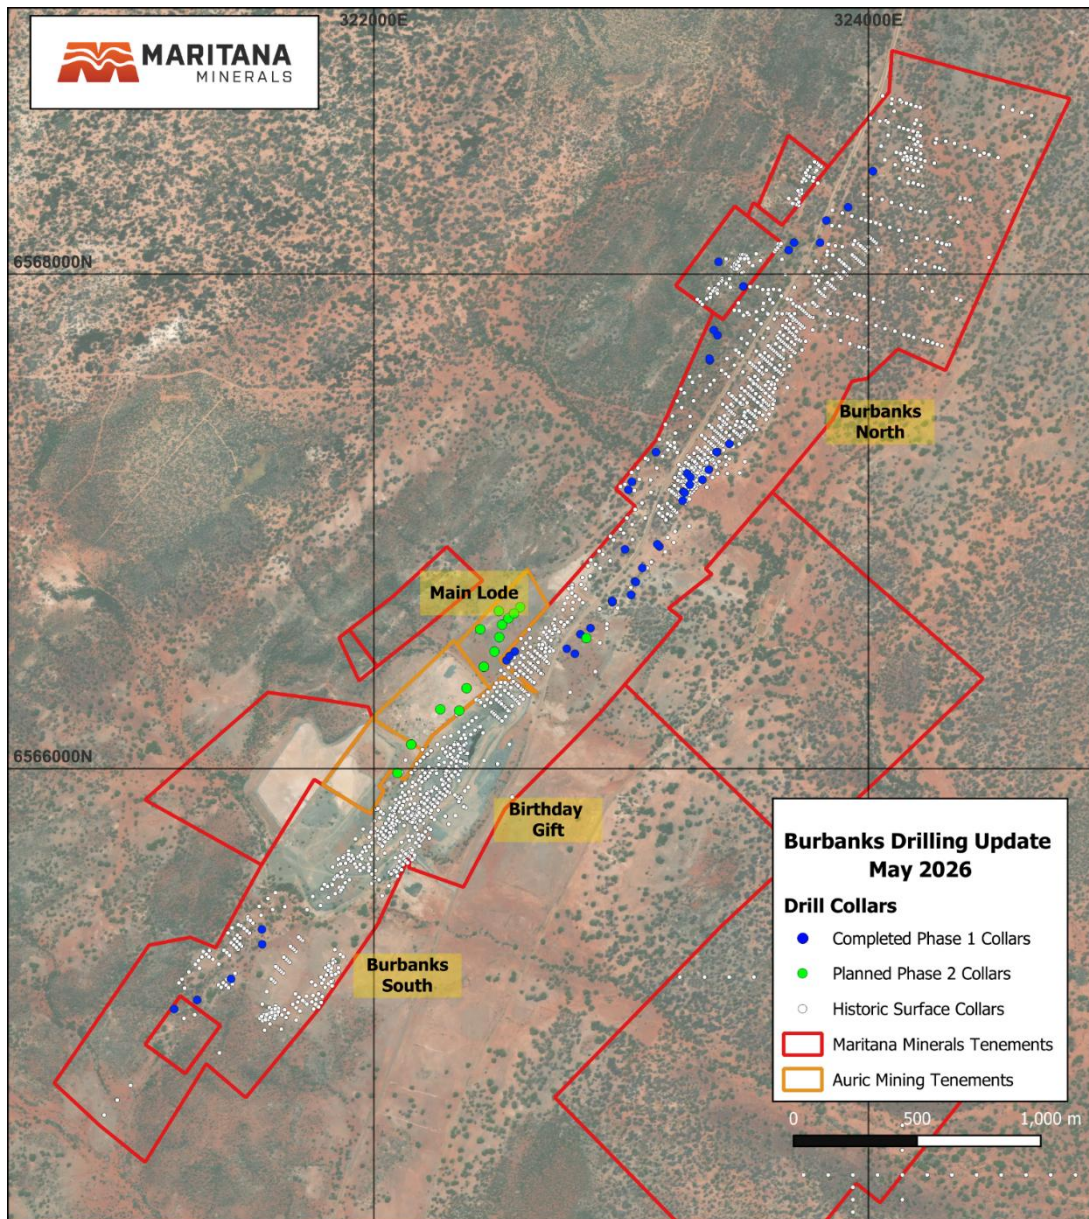 322000E
324000E
MARITANA
MINERALS
6568000N
Burbanks
North
Main Lode
6566000N
Birthday
Gift
Burbanks
South
Burbanks Drilling Update
May 2026
Drill Collars
Completed Phase 1 Collars
Planned Phase 2 Collars
Historic Surface Collars
Maritana Minerals Tenements
Auric Mining Tenements
0 500 1,000 m